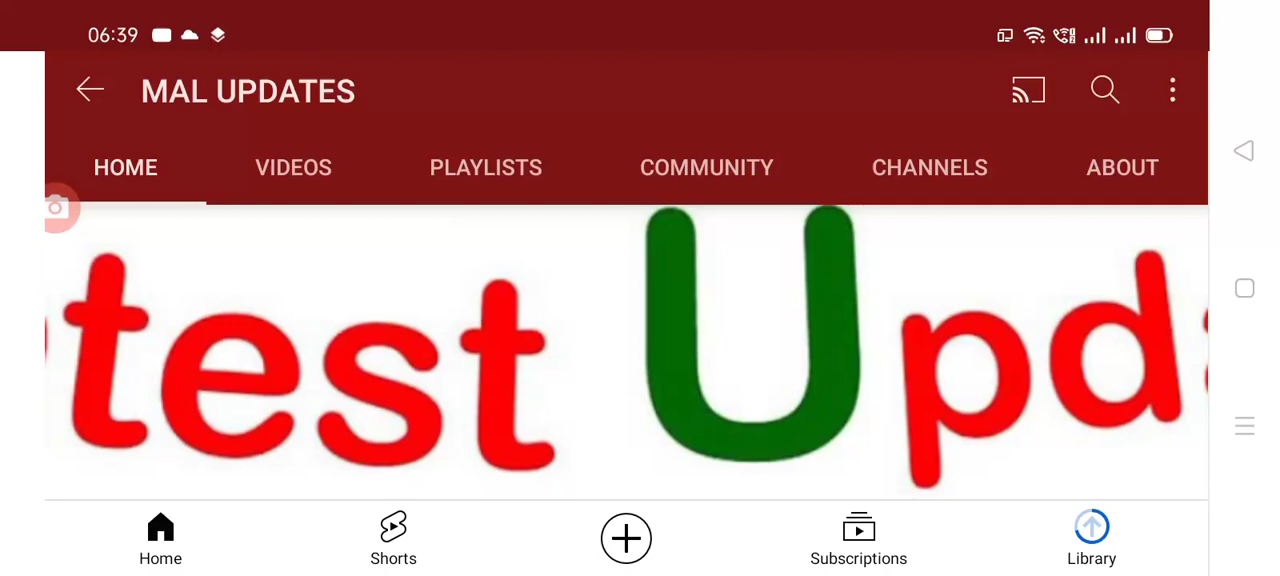 06:39
MAL UPDATES
HOME VIDEOS PLAYLISTS COMMUNITY CHANNELS ABOUT
test Upd
Home Shorts Subscriptions Library